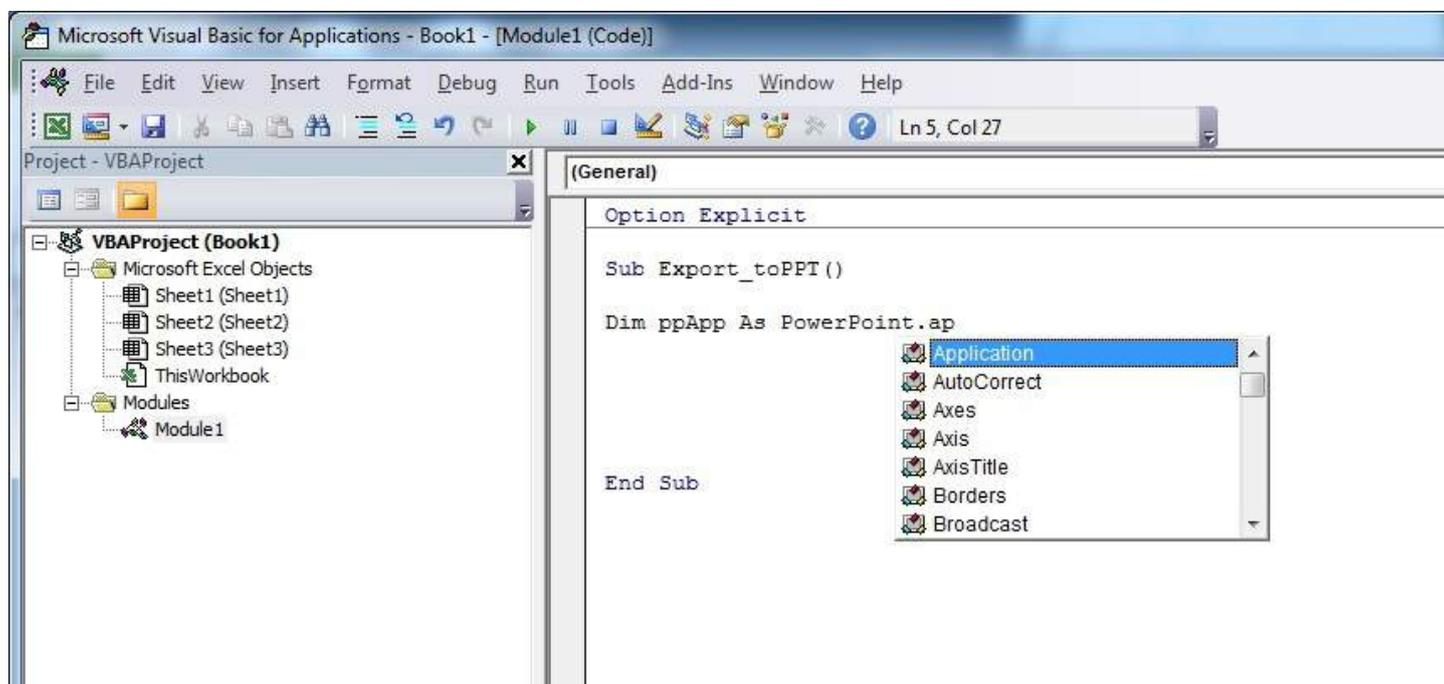 Microsoft Visual Basic for Applications - Book1 - [Module1 (Code)]
File Edit View Insert Format Debug Run Tools Add-Ins Window Help
Ln 5, Col 27
Project - VBAProject
VBAProject (Book1)
Microsoft Excel Objects
Sheet1 (Sheet1)
Sheet2 (Sheet2)
Sheet3 (Sheet3)
ThisWorkbook
Modules
Module1
(General)
Option Explicit
Sub Export_toPPT()
Dim ppApp As PowerPoint.ap
Application
AutoCorrect
Axes
Axis
AxisTitle
Borders
Broadcast
End Sub